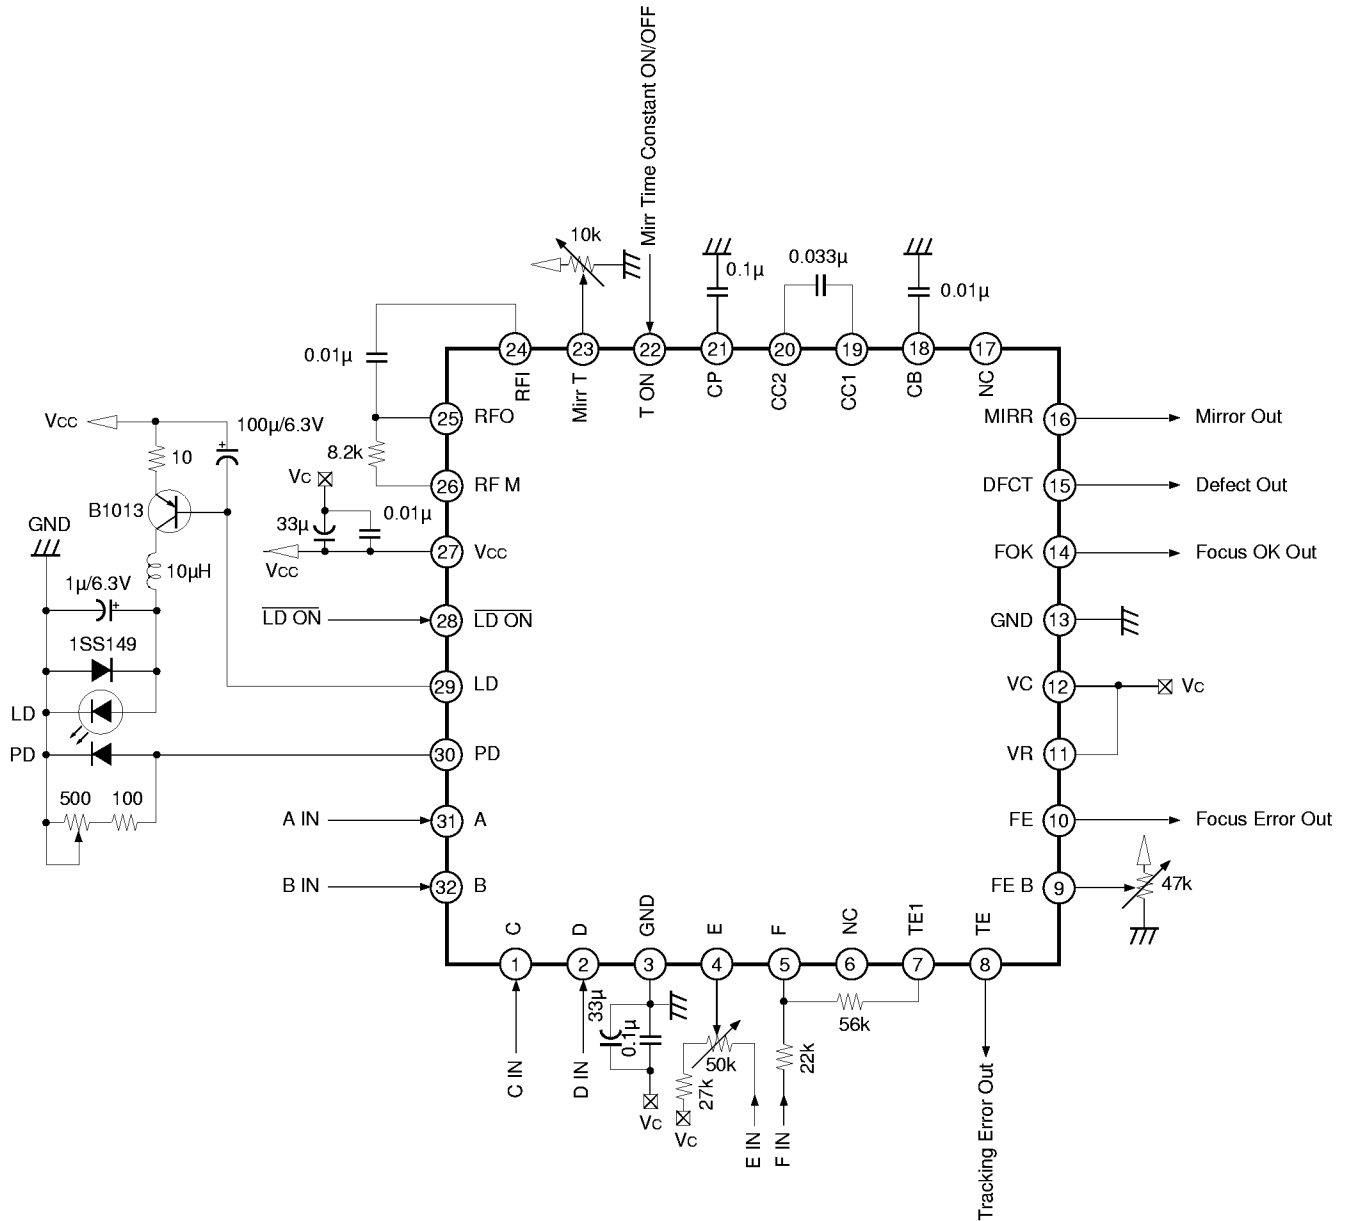 Mirr Time Constant ON/OFF
10k
0.1µ
0.033µ
0.01µ
0.01µ
24
23
22
21
20
19
18
17
RFI
Mirr T
T ON
CP
CC2
CC1
CB
NC
VCC
100µ/6.3V
10
B1013
GND
10µH
1µ/6.3V
1SS149
LD
PD
500
100
8.2k
VC
33µ
0.01µ
VCC
LD ON
A IN
B IN
25 RFO
26 RF M
27 VCC
28 LD ON
29 LD
30 PD
31 A
32 B
MIRR 16 Mirror Out
DFCT 15 Defect Out
FOK 14 Focus OK Out
GND 13
VC 12 VC
VR 11
FE 10 Focus Error Out
FE B 9 47k
C
D
GND
E
F
NC
TE1
TE
1
2
3
4
5
6
7
8
33µ
0.1µ
50k
27k
22k
56k
C IN
D IN
VC
VC
E IN
F IN
Tracking Error Out